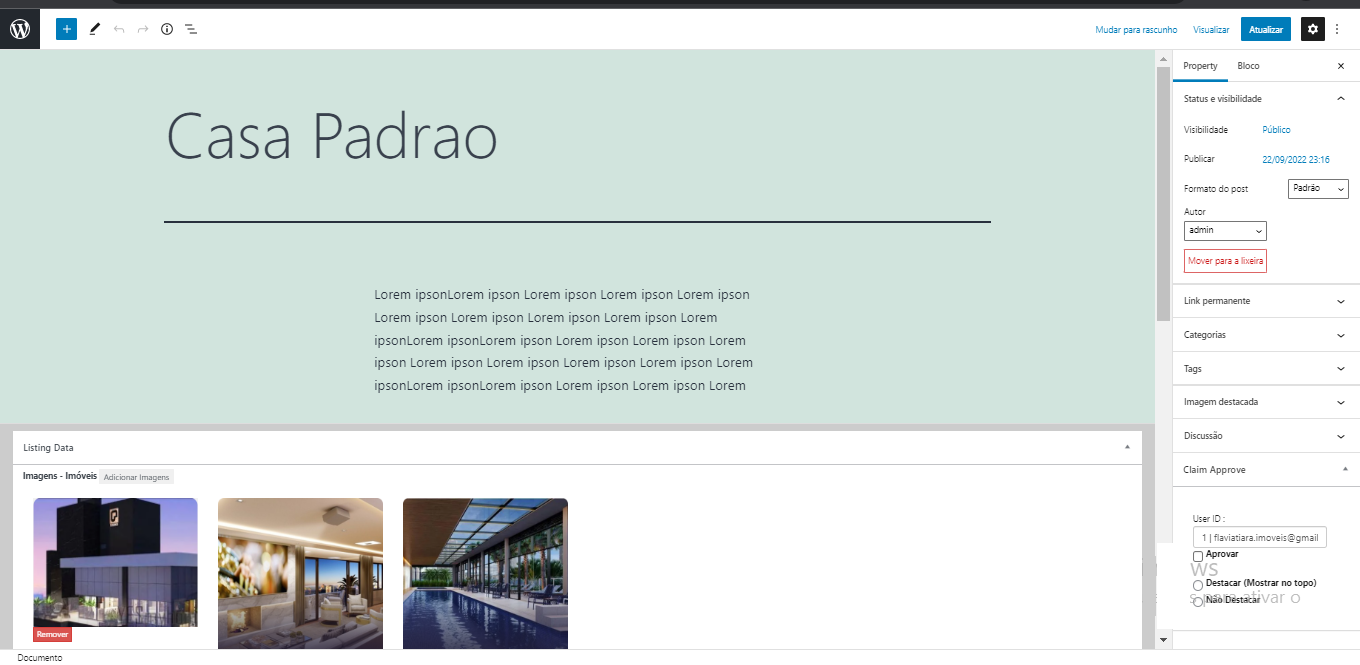 Mudar para rascunho Visualizar Atualizar
Property Bloco
Casa Padrao
Lorem ipsonLorem ipson Lorem ipson Lorem ipson Lorem ipson
Lorem ipson Lorem ipson Lorem ipson Lorem ipson Lorem
ipsonLorem ipsonLorem ipson Lorem ipson Lorem ipson Lorem
ipson Lorem ipson Lorem ipson Lorem ipson Lorem ipson Lorem
ipsonLorem ipsonLorem ipson Lorem ipson Lorem ipson Lorem
Listing Data
Imagens - Imóveis Adicionar Imagens
Remover
Status e visibilidade
Visibilidade Público
Publicar 22/09/2022 23:16
Formato do post Padrão
Autor
admin
Mover para a lixeira
Link permanente
Categorias
Tags
Imagem destacada
Discussão
Claim Approve
User ID :
1 | flaviatiara.imoveis@gmail
Aprovar
ws
Destacar (Mostrar no topo)
Não Destacar
ativar o
Documento